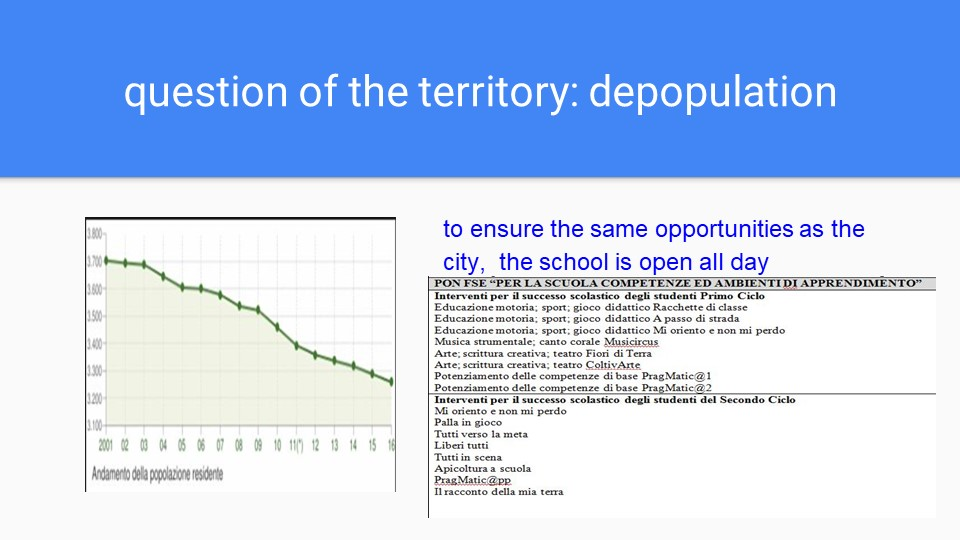 question of the territory: depopulation
3.800
3.700
3.600
3.500
3.400
3.300
3.200
3.100
2001 02 03 04 05 06 07 08 09 10 11(*) 12 13 14 15 16
Andamento della popolazione residente
to ensure the same opportunities as the
city,  the school is open all day
PON FSE “PER LA SCUOLA COMPETENZE ED AMBIENTI DI APPRENDIMENTO”
Interventi per il successo scolastico degli studenti Primo Ciclo
Educazione motoria; sport; gioco didattico Racchette di classe
Educazione motoria; sport; gioco didattico A passo di strada
Educazione motoria; sport; gioco didattico Mi oriento e non mi perdo
Musica strumentale; canto corale Musicircus
Arte; scrittura creativa; teatro Fiori di Terra
Arte; scrittura creativa; teatro ColtivArte
Potenziamento delle competenze di base PragMatic@1
Potenziamento delle competenze di base PragMatic@2
Interventi per il successo scolastico degli studenti del Secondo Ciclo
Mi oriento e non mi perdo
Palla in gioco
Tutti verso la meta
Liberi tutti
Tutti in scena
Apicoltura a scuola
PragMatic@pp
Il racconto della mia terra